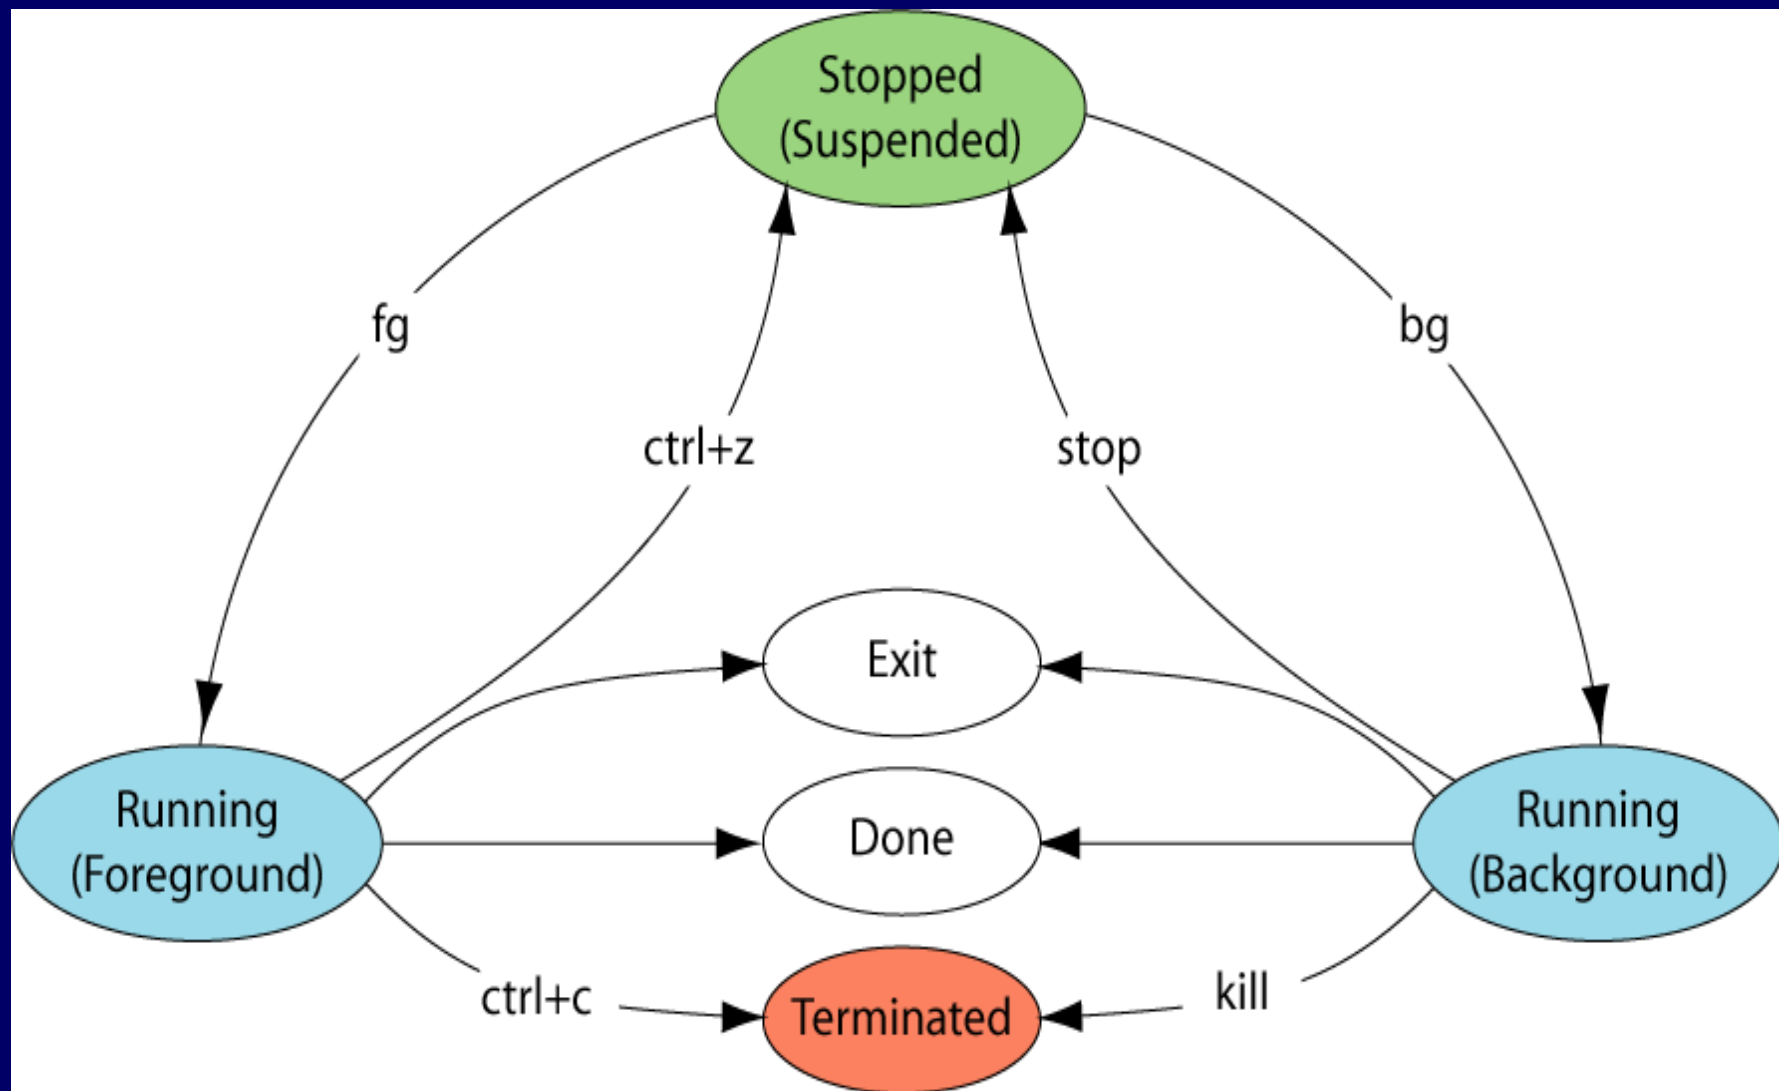 Stopped
(Suspended)
fg
bg
ctrl+z
stop
Exit
Running
(Foreground)
Done
Running
(Background)
ctrl+c
Terminated
kill